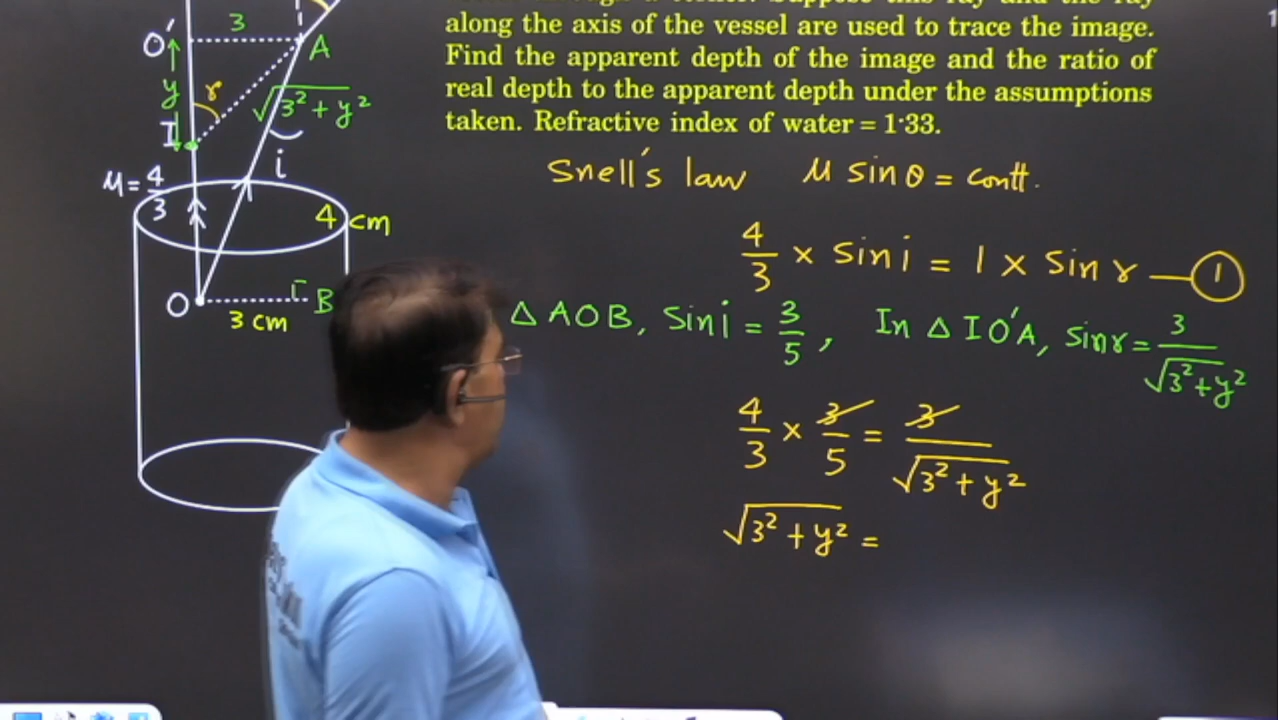 along the axis of the vessel are used to trace the image.
Find the apparent depth of the image and the ratio of
real depth to the apparent depth under the assumptions
taken. Refractive index of water = 1·33.
O′ 3 A
y r √3²+y²
I
i
μ = 4/3
4 cm
O B
3 cm
Snell's law μ sin θ = contt.
4/3 × sin i = 1 × sin r — 1
△ AOB, Sin i = 3/5, In △ I O′A, sin r = 3/√3²+y²
4/3 × 3/5 = 3/√3²+y²
√3²+y² =